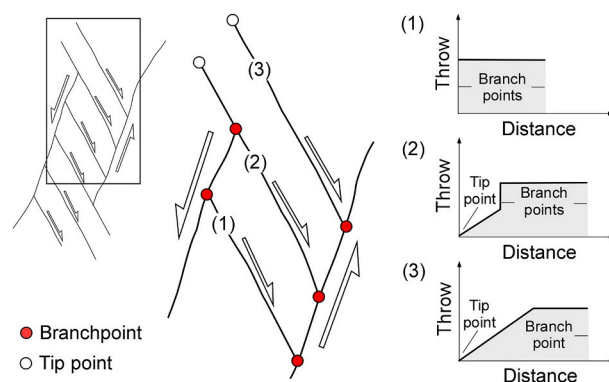 (1)
(2)
(3)
Branchpoint
Tip point
(1)
Throw
Branch
points
Distance
(2)
Throw
Tip
point
Branch
points
Distance
(3)
Throw
Tip
point
Branch
point
Distance